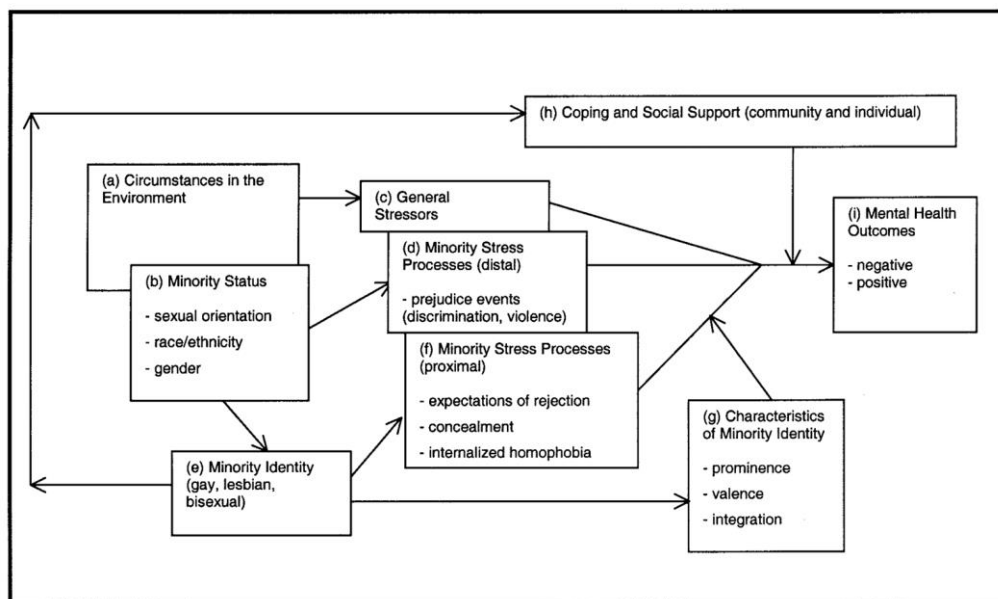 (h) Coping and Social Support (community and individual)
(a) Circumstances in the
Environment
(c) General
Stressors
(i) Mental Health
Outcomes
- negative
- positive
(d) Minority Stress
Processes (distal)
- prejudice events
(discrimination, violence)
(b) Minority Status
- sexual orientation
- race/ethnicity
- gender
(f) Minority Stress Processes
(proximal)
- expectations of rejection
- concealment
- internalized homophobia
(g) Characteristics
of Minority Identity
- prominence
- valence
- integration
(e) Minority Identity
(gay, lesbian,
bisexual)